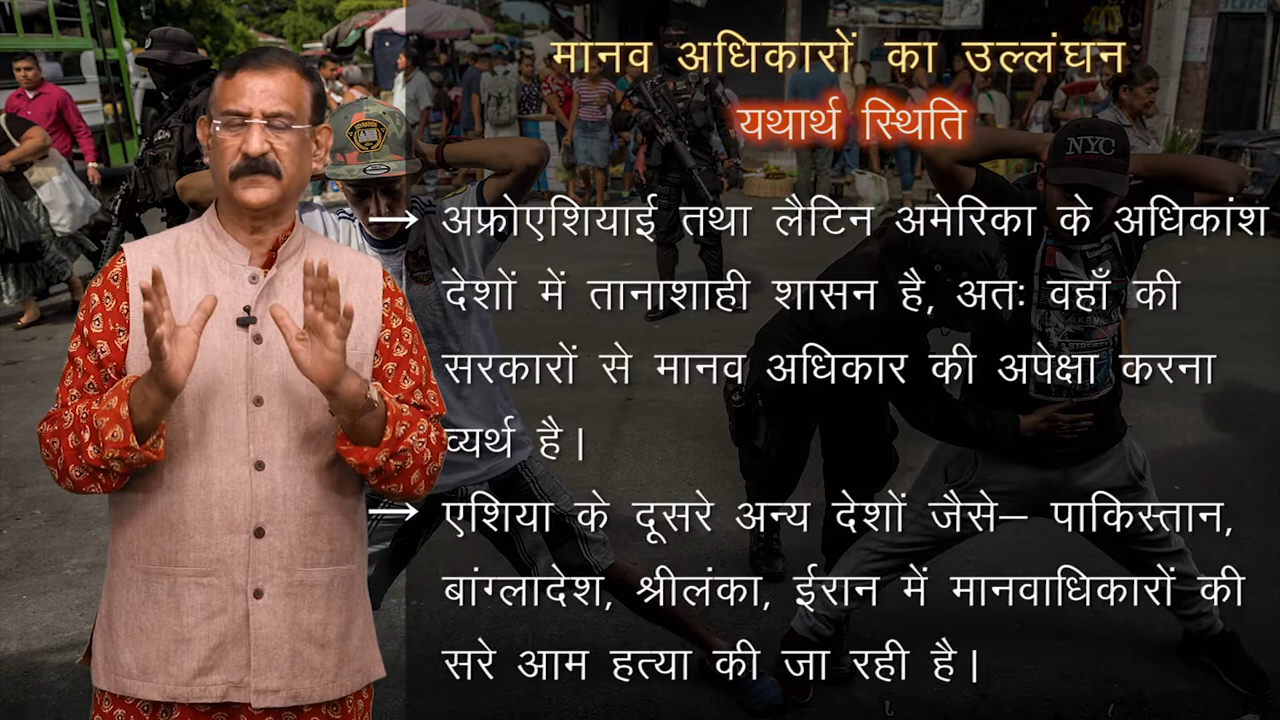 मानव अधिकारों का उल्लंघन
यथार्थ स्थिति
→ अफ्रोएशियाई तथा लैटिन अमेरिका के अधिकांश
देशों में तानाशाही शासन है, अतः वहाँ की
सरकारों से मानव अधिकार की अपेक्षा करना
व्यर्थ है।
→ एशिया के दूसरे अन्य देशों जैसे– पाकिस्तान,
बांग्लादेश, श्रीलंका, ईरान में मानवाधिकारों की
सरे आम हत्या की जा रही है।
NYC